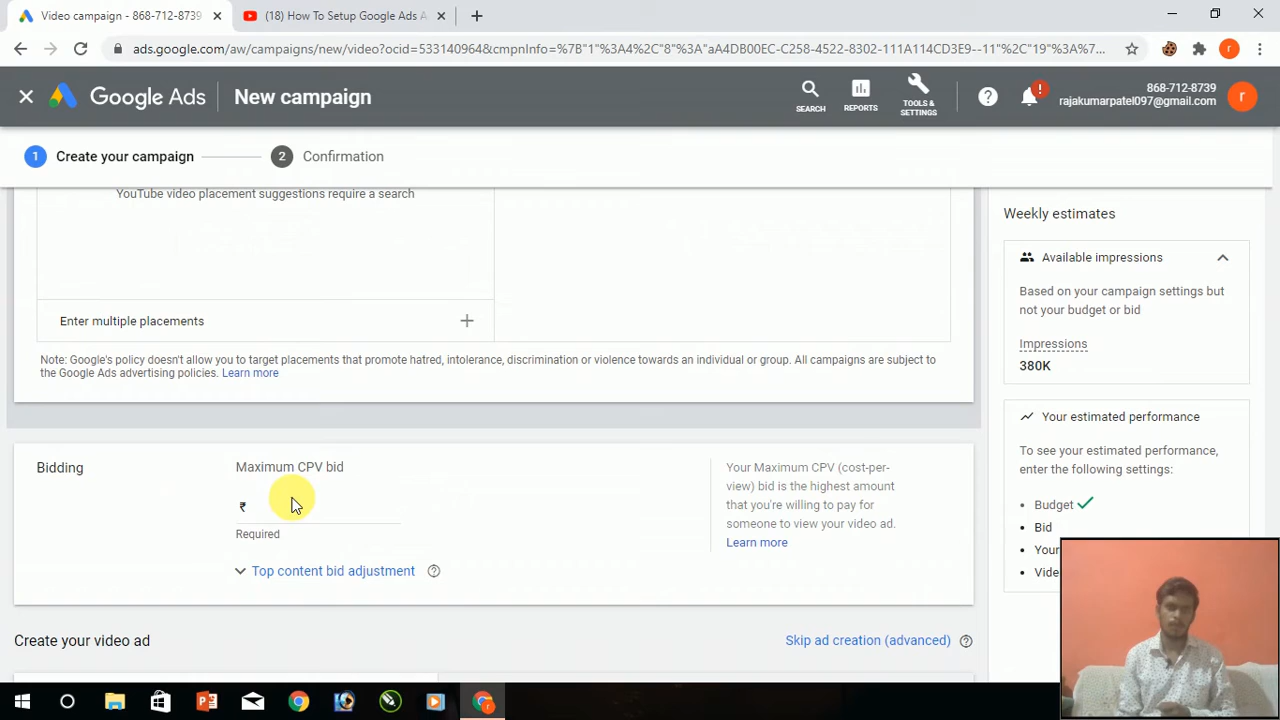 Video campaign - 868-712-8739
(18) How To Setup Google Ads A
ads.google.com/aw/campaigns/new/video?ocid=533140964&cmpnInfo=%7B"1"%3A4%2C"8"%3A"aA4DB00EC-C258-4522-8302-111A114CD3E9--11"%2C"19"%3A%7...
r
Google Ads
New campaign
SEARCH
REPORTS
TOOLS & SETTINGS
868-712-8739
rajakumarpatel097@gmail.com
r
1 Create your campaign
2 Confirmation
YouTube video placement suggestions require a search
Enter multiple placements
Note: Google's policy doesn't allow you to target placements that promote hatred, intolerance, discrimination or violence towards an individual or group. All campaigns are subject to
the Google Ads advertising policies. Learn more
Weekly estimates
Available impressions
Based on your campaign settings but
not your budget or bid
Impressions
380K
Your estimated performance
To see your estimated performance,
enter the following settings:
• Budget
• Bid
• Your
• Vide
Bidding
Maximum CPV bid
₹
Required
Top content bid adjustment
Your Maximum CPV (cost-per-
view) bid is the highest amount
that you're willing to pay for
someone to view your video ad.
Learn more
Create your video ad
Skip ad creation (advanced)